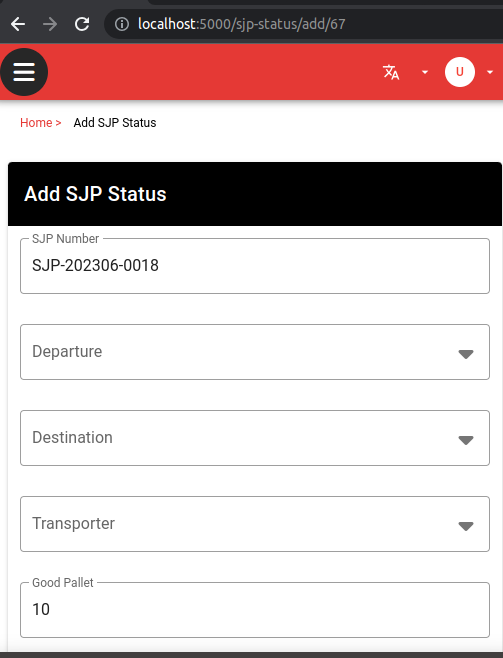 localhost:5000/sjp-status/add/67
U
Home > Add SJP Status
Add SJP Status
SJP Number
SJP-202306-0018
Departure
Destination
Transporter
Good Pallet
10